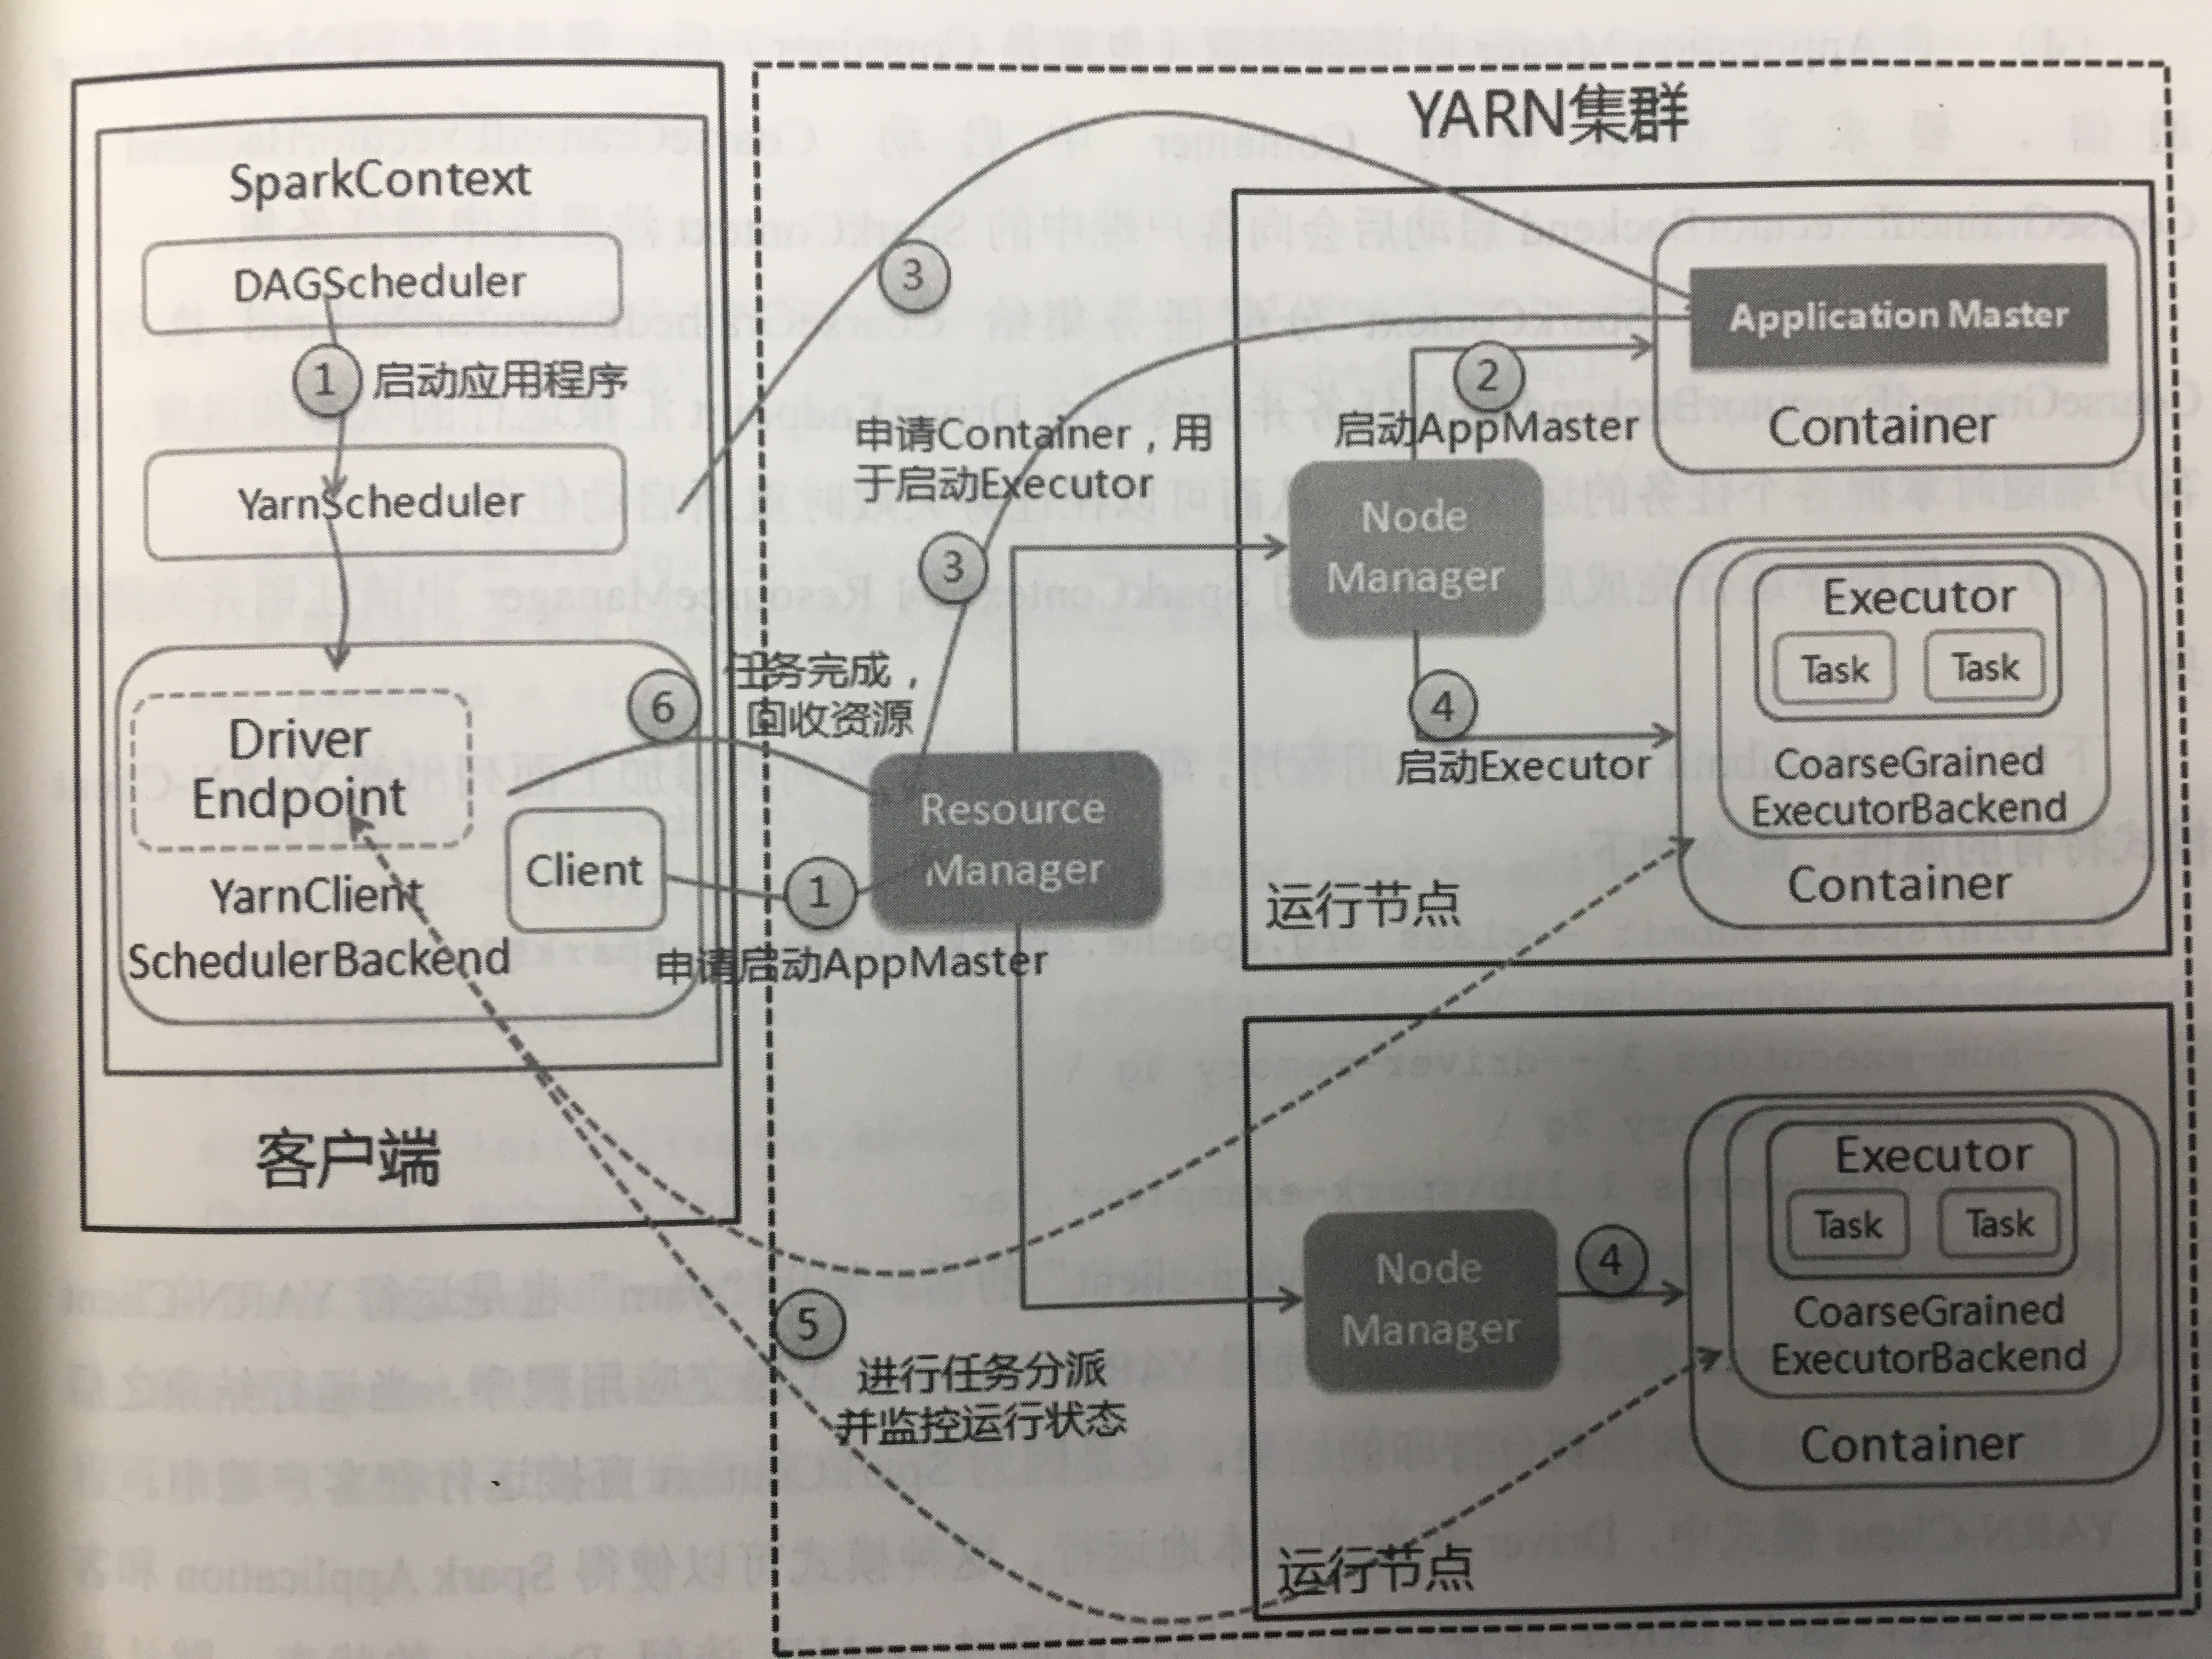 YARN集群
SparkContext
DAGScheduler
1
启动应用程序
YarnScheduler
Driver
Endpoint
YarnClient
SchedulerBackend
Client
客户端
6
任务完成，
回收资源
1
申请启动AppMaster
3
申请Container，用
于启动Executor
3
Resource
Manager
5
进行任务分派
并监控运行状态
Node
Manager
启动AppMaster
2
4
启动Executor
运行节点
Application Master
Container
Executor
Task
Task
CoarseGrained
ExecutorBackend
Container
Node
Manager
4
运行节点
Executor
Task
Task
CoarseGrained
ExecutorBackend
Container